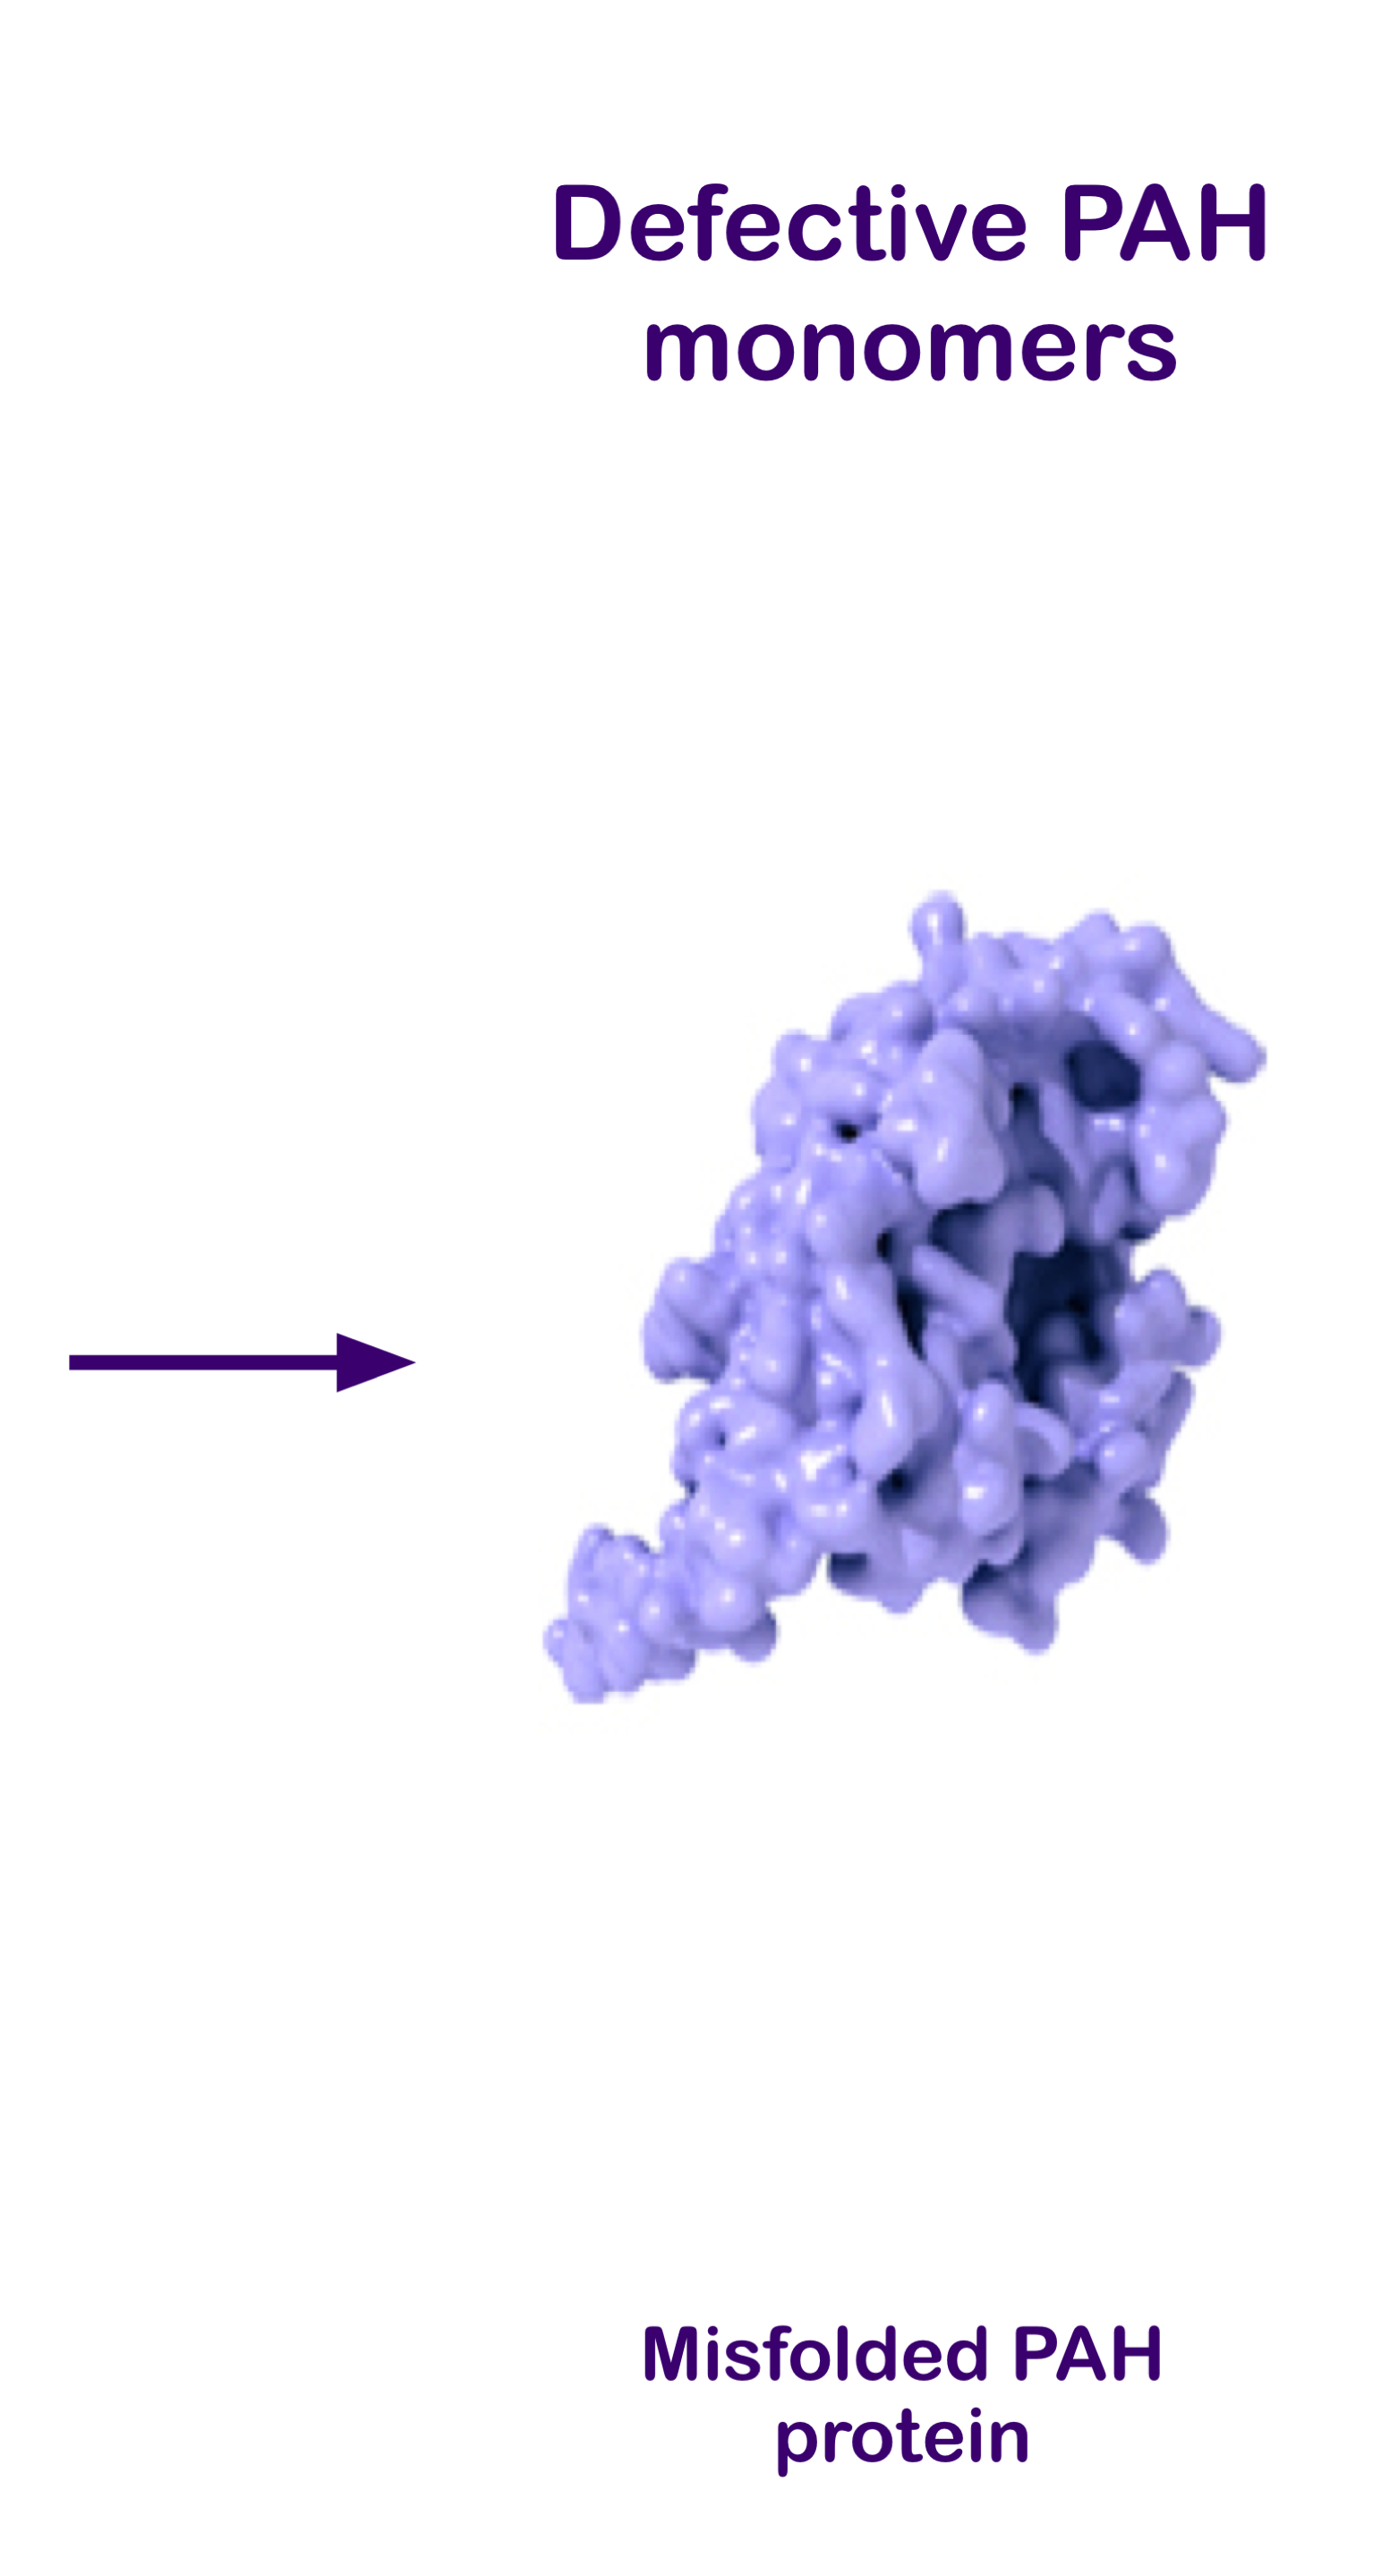 Defective PAH
monomers
Misfolded PAH
protein